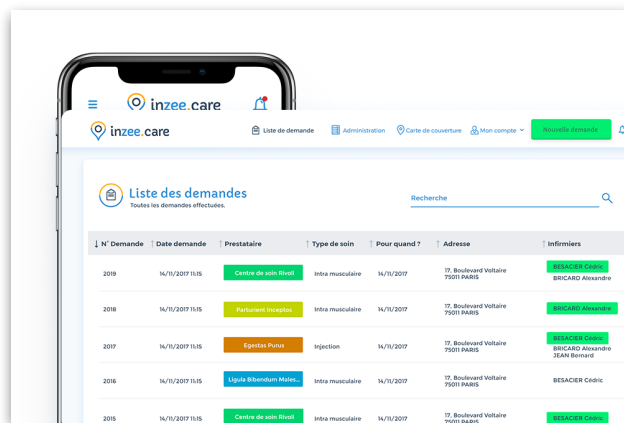 inzee.care
inzee.care
Liste de demande
Administration
Carte de couverture
Mon compte
Nouvelle demande
Liste des demandes
Toutes les demandes effectuées.
Recherche
N° Demande Date demande Prestataire Type de soin Pour quand ? Adresse Infirmiers
2019 14/11/2017 11:15 Centre de soin Rivoli Intra musculaire 14/11/2017 17, Boulevard Voltaire BESACIER Cédric
75011 PARIS BRICARD Alexandre
2018 14/11/2017 11:15 Parturient Inceptos Intra musculaire 14/11/2017 17, Boulevard Voltaire BRICARD Alexandre
75011 PARIS
2017 14/11/2017 11:15 Egestas Purus Injection 14/11/2017 17, Boulevard Voltaire BESACIER Cédric
75011 PARIS BRICARD Alexandre
JEAN Bernard
2016 14/11/2017 11:15 Ligula Bibendum Males... Intra musculaire 14/11/2017 17, Boulevard Voltaire BESACIER Cédric
75011 PARIS
2015 14/11/2017 11:15 Centre de soin Rivoli Intra musculaire 14/11/2017 17, Boulevard Voltaire BESACIER Cédric
75011 PARIS